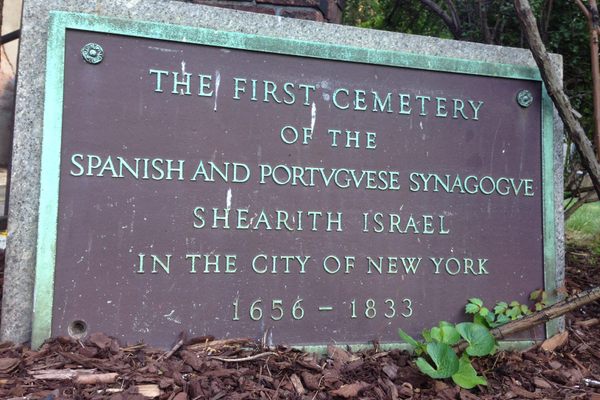 THE FIRST CEMETERY
OF THE
SPANISH AND PORTVGVESE SYNAGOGVE
SHEARITH ISRAEL
IN THE CITY OF NEW YORK
1656 - 1833